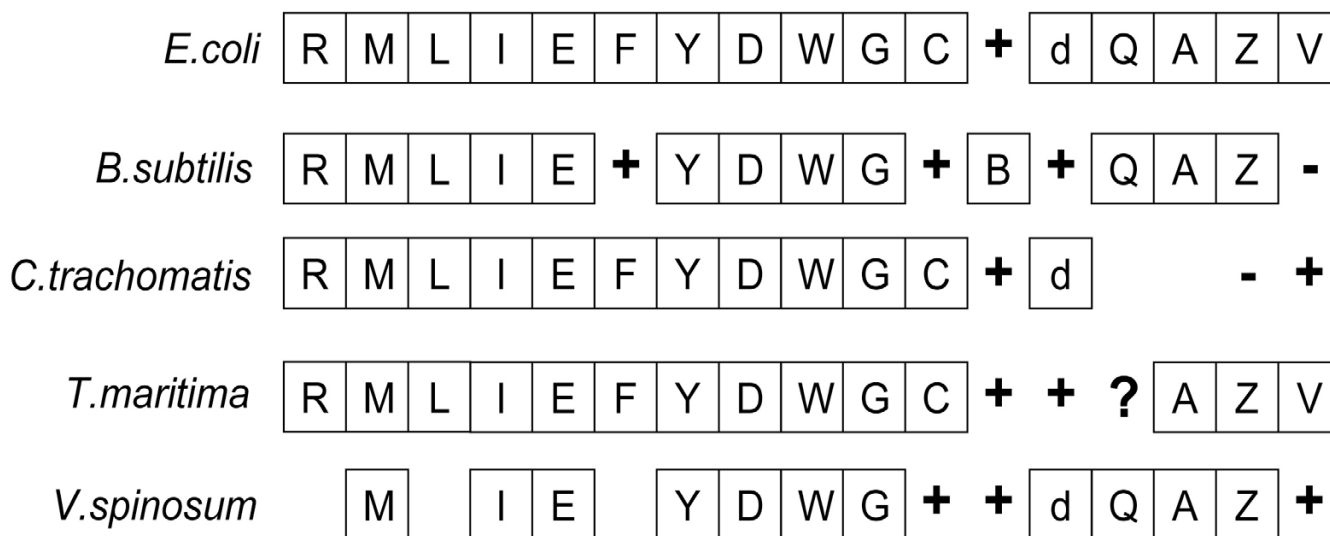 E.coli R M L I E F Y D W G C + d Q A Z V
B.subtilis R M L I E + Y D W G + B + Q A Z -
C.trachomatis R M L I E F Y D W G C + d - +
T.maritima R M L I E F Y D W G C + + ? A Z V
V.spinosum M I E Y D W G + + d Q A Z +